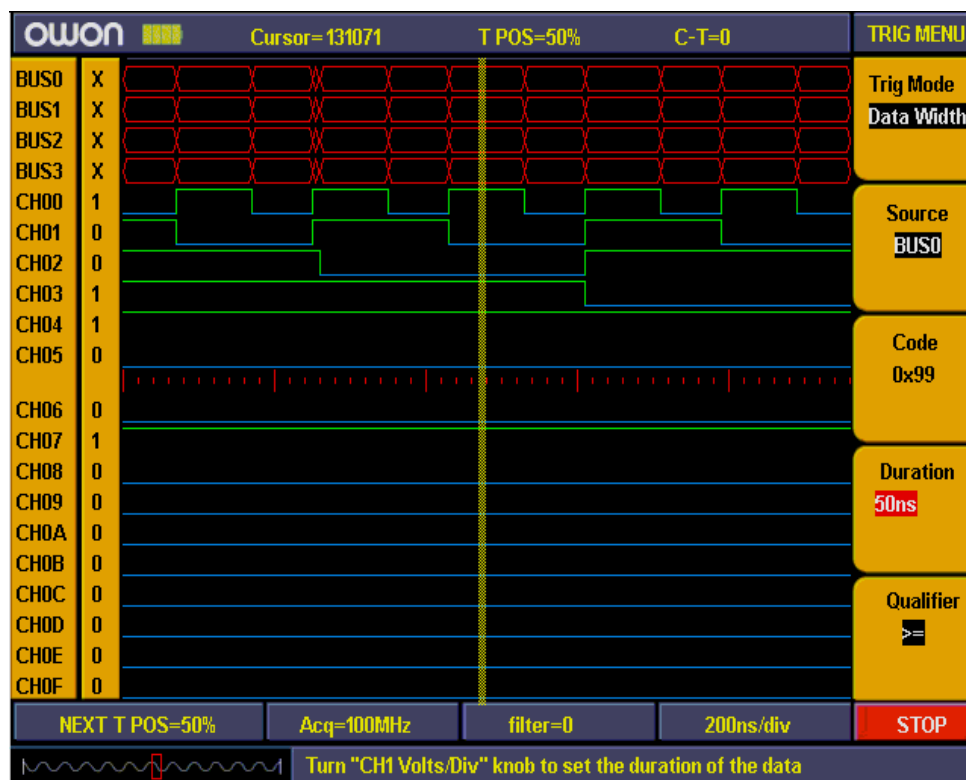 OWON Cursor=131071 T POS=50% C-T=0 TRIG MENU
BUS0 X
BUS1 X
BUS2 X
BUS3 X
CH00 1
CH01 0
CH02 0
CH03 1
CH04 1
CH05 0
CH06 0
CH07 1
CH08 0
CH09 0
CH0A 0
CH0B 0
CH0C 0
CH0D 0
CH0E 0
CH0F 0
Trig Mode
Data Width
Source
BUS0
Code
0x99
Duration
50ns
Qualifier
>=
NEXT T POS=50% Acq=100MHz filter=0 200ns/div STOP
Turn "CH1 Volts/Div" knob to set the duration of the data